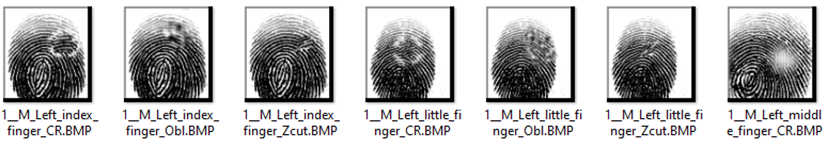 1__M_Left_index_
finger_CR.BMP
1__M_Left_index_
finger_Obl.BMP
1__M_Left_index_
finger_Zcut.BMP
1__M_Left_little_fi
nger_CR.BMP
1__M_Left_little_fi
nger_Obl.BMP
1__M_Left_little_fi
nger_Zcut.BMP
1__M_Left_middl
e_finger_CR.BMP